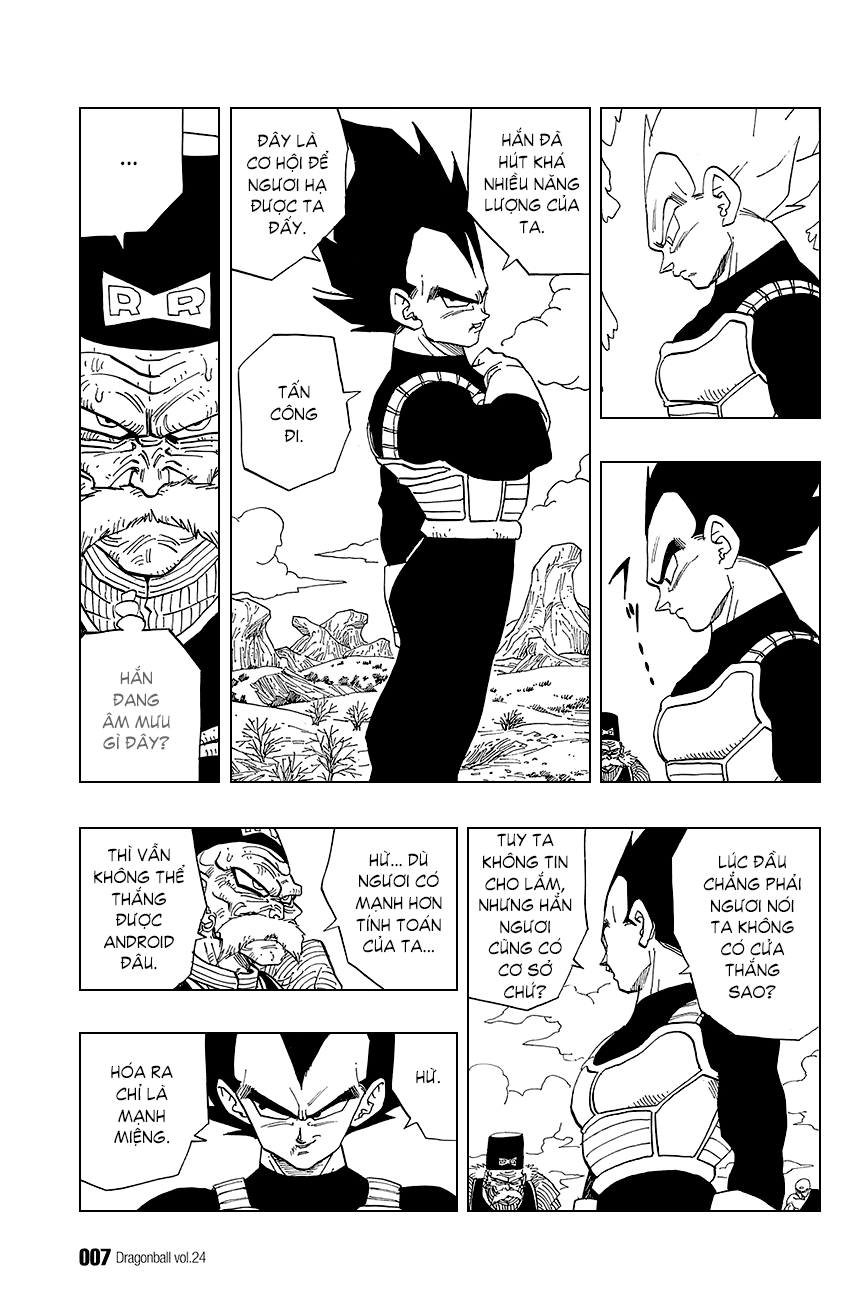 HẮN ĐÃ
HÚT KHÁ
NHIỀU NĂNG
LƯỢNG CỦA
TA.
ĐÂY LÀ
CƠ HỘI ĐỂ
NGƯƠI HẠ
ĐƯỢC TA
ĐẤY.
TẤN
CÔNG
ĐI.
...
R R
HẮN
ĐANG
ÂM MƯU
GÌ ĐÂY?
LÚC ĐẦU
CHẲNG PHẢI
NGƯƠI NÓI
TA KHÔNG
CÓ CỬA
THẮNG
SAO?
TUY TA
KHÔNG TIN
CHO LẮM,
NHƯNG HẲN
NGƯƠI
CŨNG CÓ
CƠ SỞ
CHỨ?
HỪ... DÙ
NGƯƠI CÓ
MẠNH HƠN
TÍNH TOÁN
CỦA TA...
THÌ VẪN
KHÔNG THỂ
THẮNG
ĐƯỢC
ANDROID
ĐÂU.
HỪ.
HÓA RA
CHỈ LÀ
MẠNH
MIỆNG.
007 Dragonball vol.24